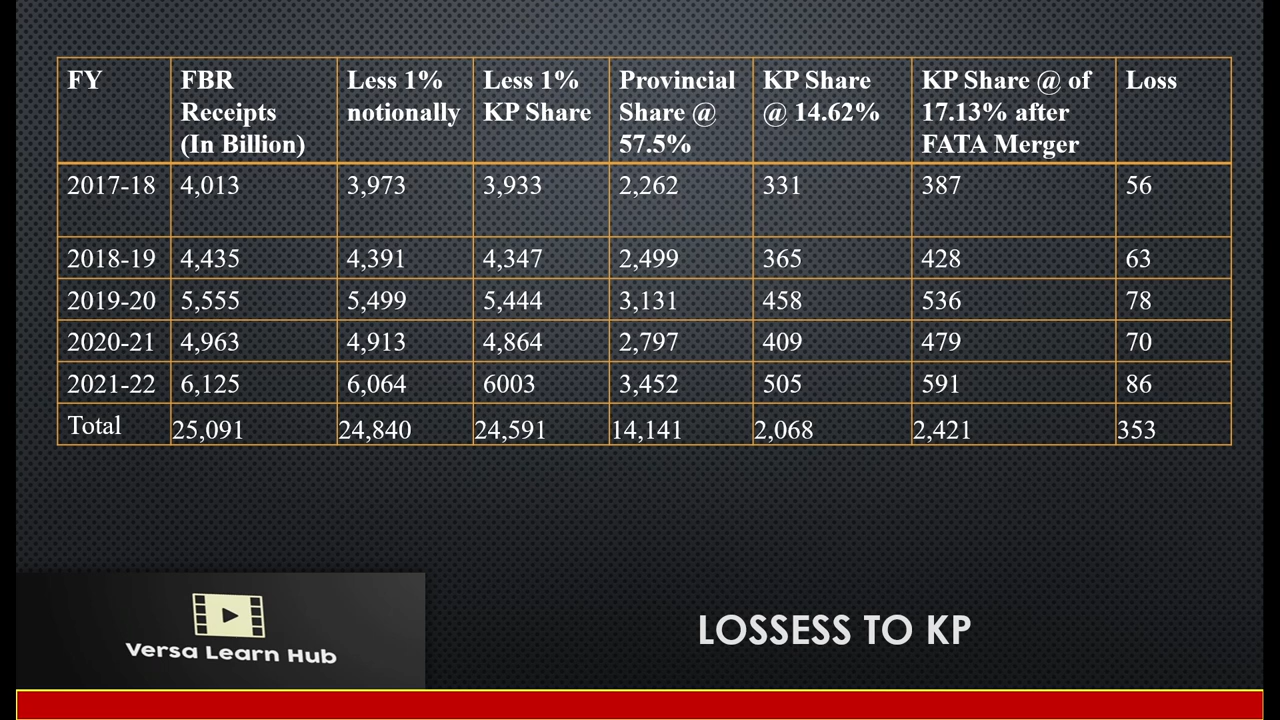 FY FBR Receipts (In Billion) Less 1% notionally Less 1% KP Share Provincial Share @ 57.5% KP Share @ 14.62% KP Share @ of 17.13% after FATA Merger Loss
2017-18 4,013 3,973 3,933 2,262 331 387 56
2018-19 4,435 4,391 4,347 2,499 365 428 63
2019-20 5,555 5,499 5,444 3,131 458 536 78
2020-21 4,963 4,913 4,864 2,797 409 479 70
2021-22 6,125 6,064 6003 3,452 505 591 86
Total 25,091 24,840 24,591 14,141 2,068 2,421 353
LOSSESS TO KP
Versa Learn Hub